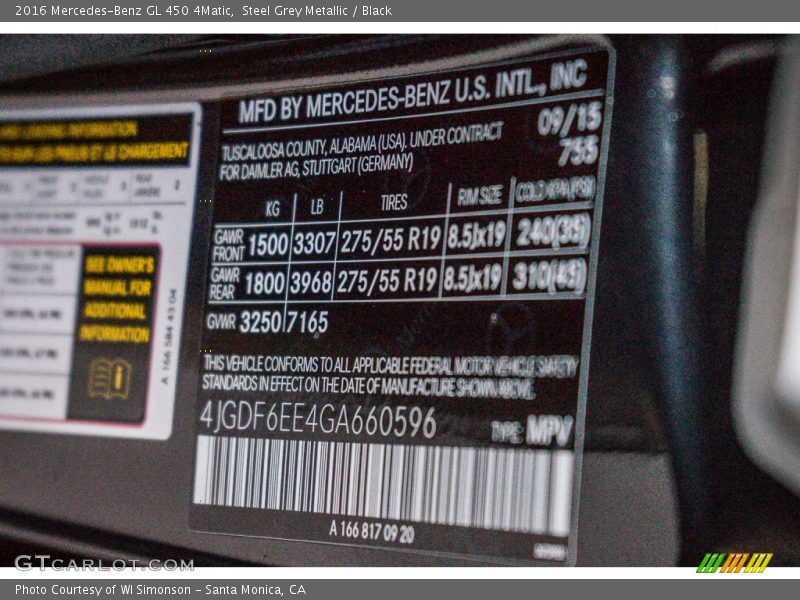 2016 Mercedes-Benz GL 450 4Matic, Steel Grey Metallic / Black
MFD BY MERCEDES-BENZ U.S. INTL., INC
TUSCALOOSA COUNTY, ALABAMA (USA). UNDER CONTRACT 09/15
FOR DAIMLER AG, STUTTGART (GERMANY) 755
KG LB TIRES RIM SIZE COLD KPA (PSI)
GAWR FRONT 1500 3307 275/55 R19 8.5Jx19 240(35)
GAWR REAR 1800 3968 275/55 R19 8.5Jx19 310(45)
GVWR 3250 7165
THIS VEHICLE CONFORMS TO ALL APPLICABLE FEDERAL MOTOR VEHICLE SAFETY
STANDARDS IN EFFECT ON THE DATE OF MANUFACTURE SHOWN ABOVE.
4JGDF6EE4GA660596 TYPE: MPV
A 166 817 09 20
SEE OWNER'S
MANUAL FOR
ADDITIONAL
INFORMATION
A 166 584 43 04
GTCARLOT.COM
Photo Courtesy of WI Simonson - Santa Monica, CA